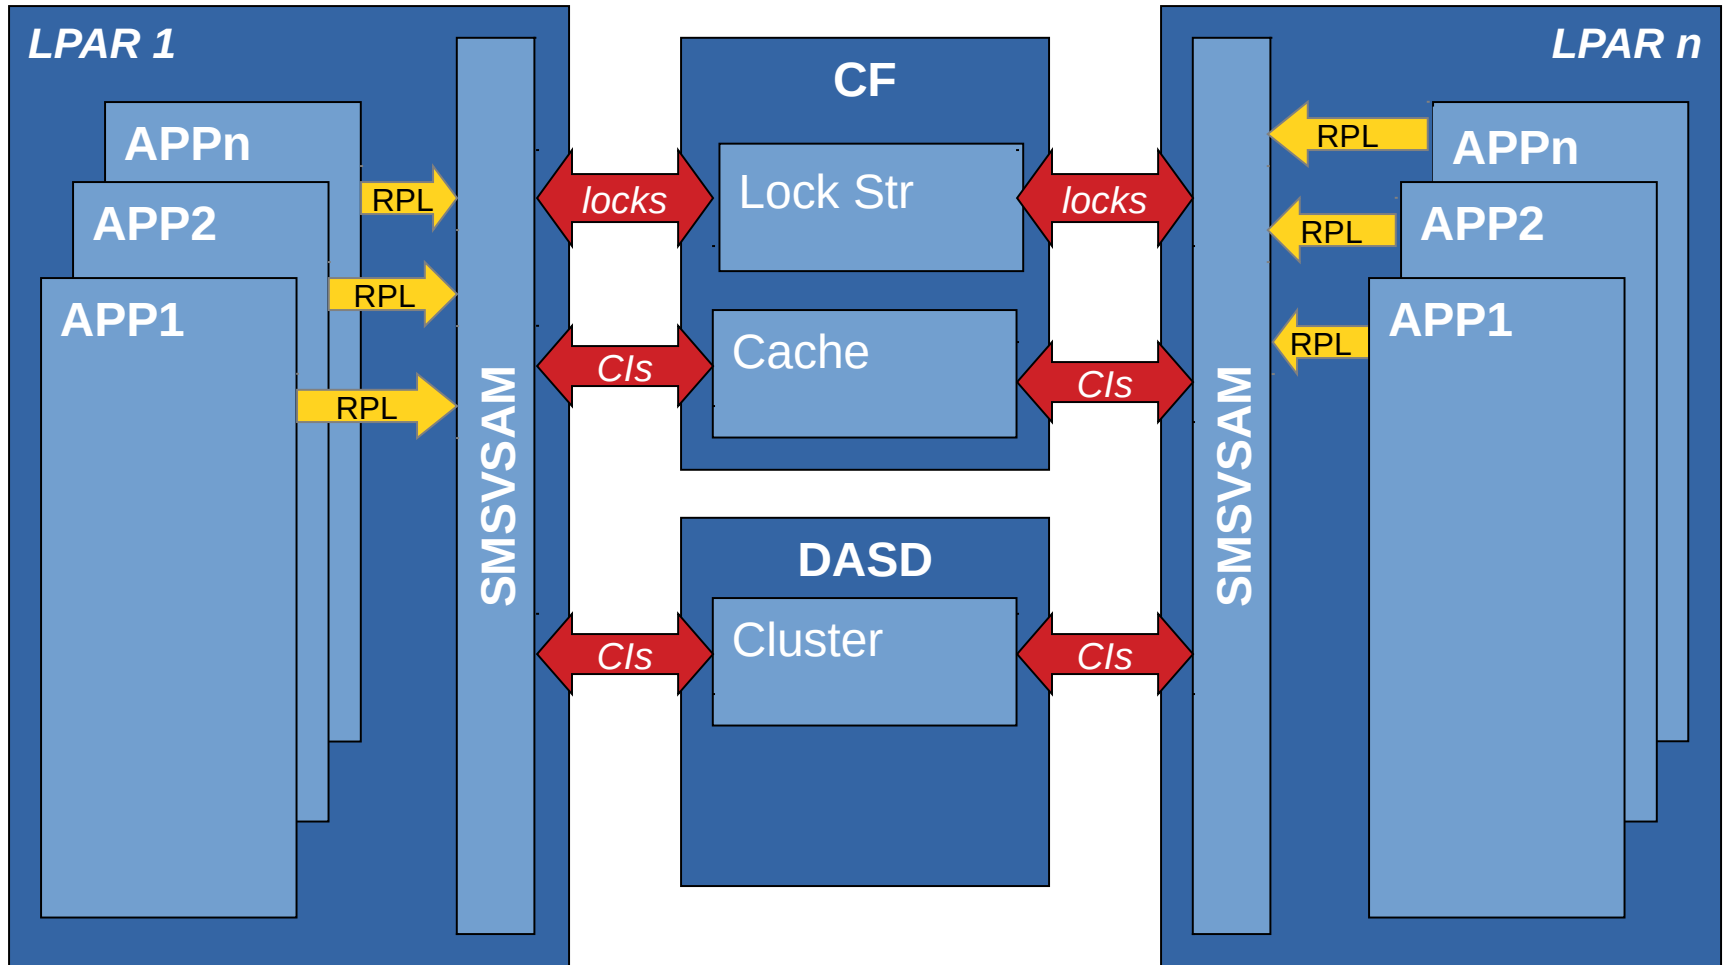 LPAR 1
APPn
APP2
APP1
RPL
RPL
RPL
SMSVSAM
locks
CIs
CIs
CF
Lock Str
Cache
DASD
Cluster
locks
CIs
CIs
SMSVSAM
LPAR n
RPL
RPL
RPL
APPn
APP2
APP1